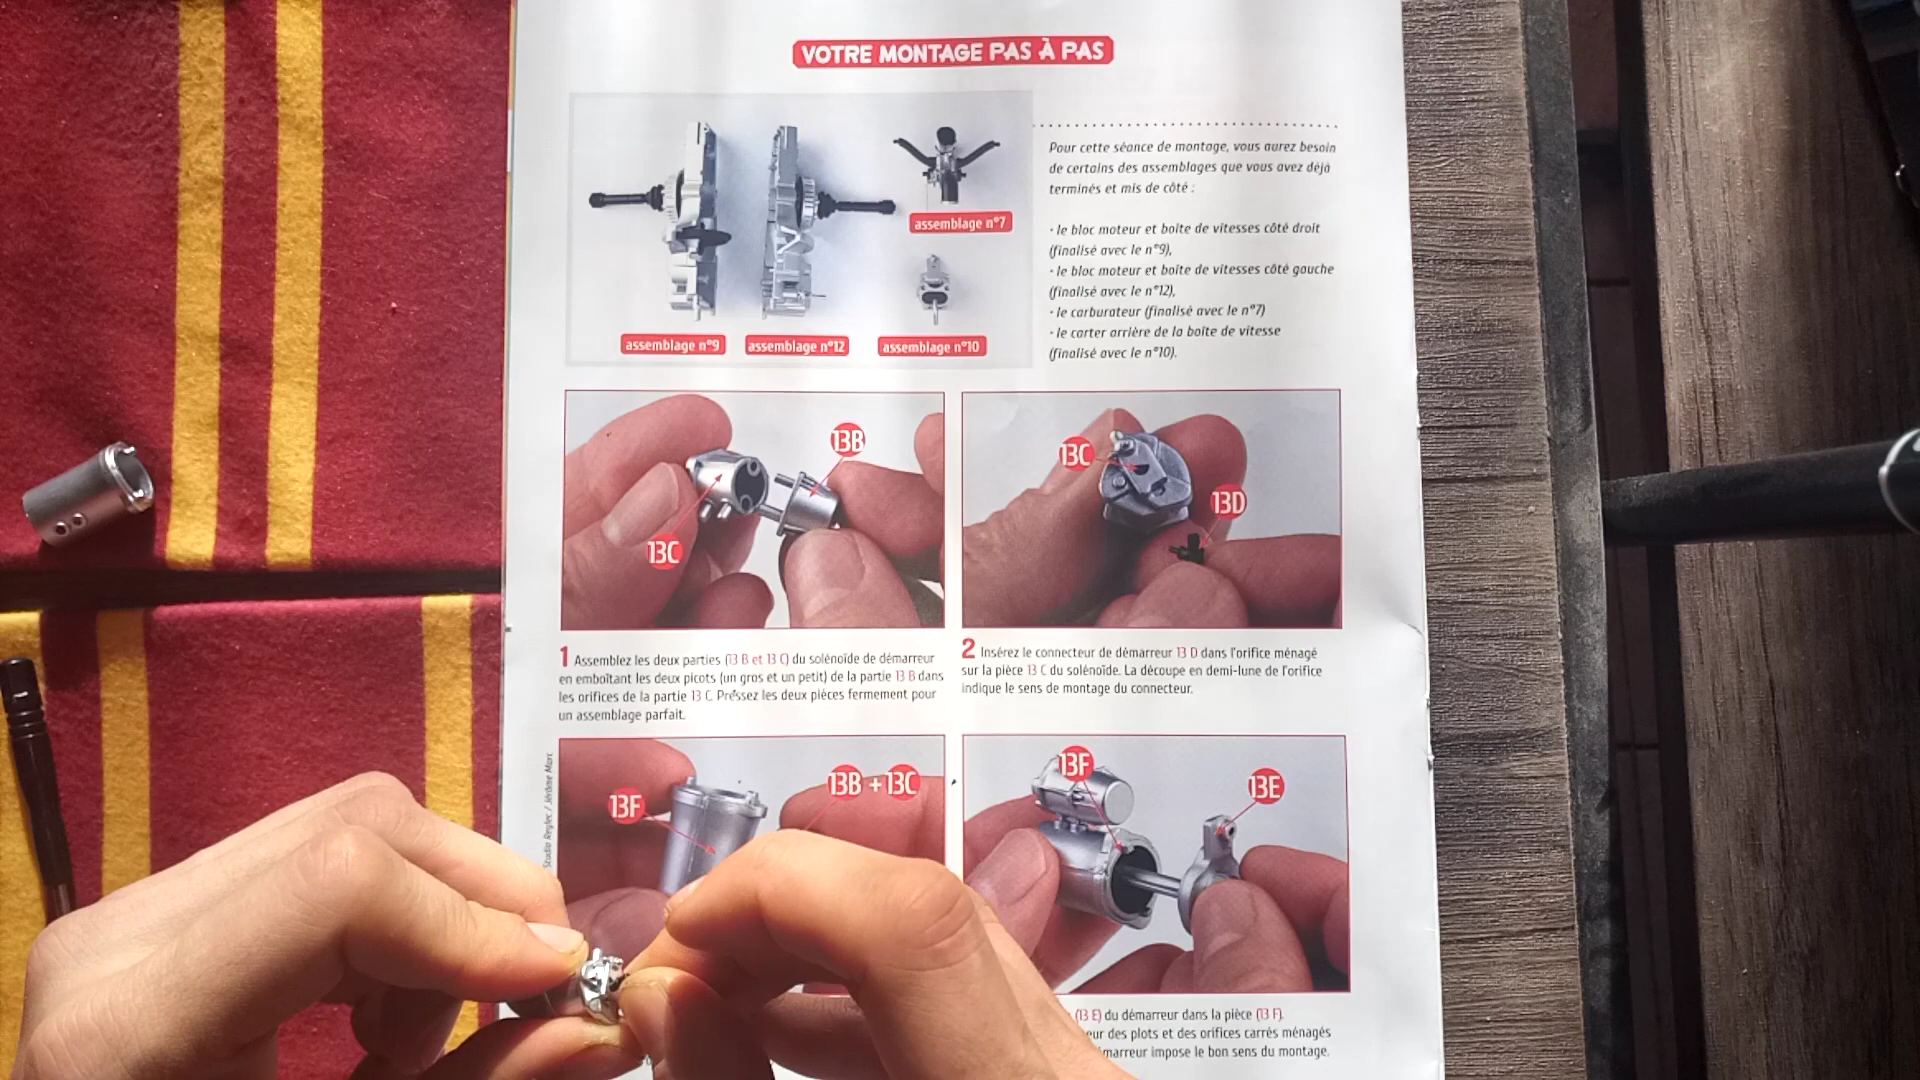 VOTRE MONTAGE PAS À PAS
assemblage n°7
assemblage n°9
assemblage n°12
assemblage n°10
Pour cette séance de montage, vous aurez besoin
de certains des assemblages que vous avez déjà
terminés et mis de côté :
• le bloc moteur et boîte de vitesses côté droit
(finalisé avec le n°9),
• le bloc moteur et boîte de vitesses côté gauche
(finalisé avec le n°12),
• le carburateur (finalisé avec le n°7)
• le carter arrière de la boîte de vitesse
(finalisé avec le n°10).
13B
13C
13C
13D
1 Assemblez les deux parties (13 B et 13 C) du solénoïde de démarreur
en emboîtant les deux picots (un gros et un petit) de la partie 13 B dans
les orifices de la partie 13 C. Pressez les deux pièces fermement pour
un assemblage parfait.
2 Insérez le connecteur de démarreur 13 D dans l'orifice ménagé
sur la pièce 13 C du solénoïde. La découpe en demi-lune de l'orifice
indique le sens de montage du connecteur.
Studio Reglec / Jérôme Marc
13F
13B + 13C
13F
13E
(13 E) du démarreur dans la pièce (13 F).
eur des plots et des orifices carrés ménagés
marreur impose le bon sens du montage.